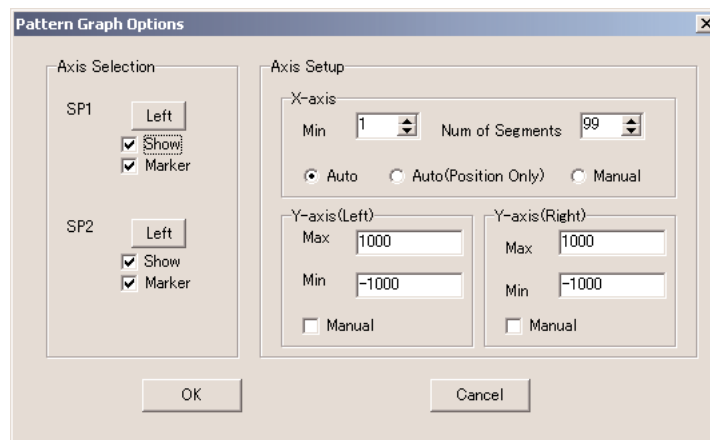 Pattern Graph Options
Axis Selection
SP1
Left
Show
Marker
SP2
Left
Show
Marker
Axis Setup
X-axis
Min 1 Num of Segments 99
Auto Auto(Position Only) Manual
Y-axis(Left)
Max 1000
Min -1000
Manual
Y-axis(Right)
Max 1000
Min -1000
Manual
OK Cancel